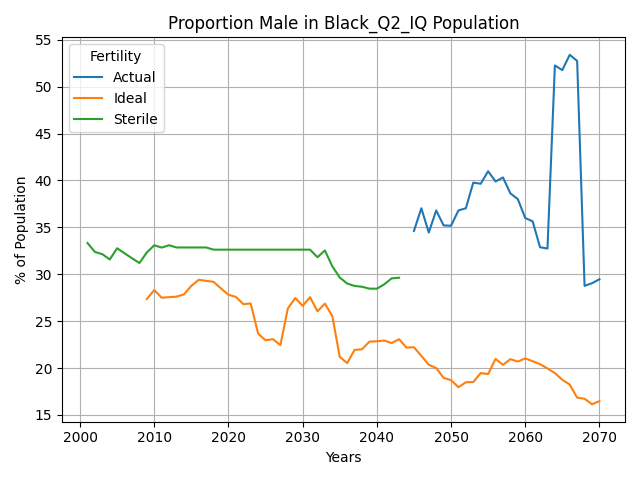 Proportion Male in Black_Q2_IQ Population
Fertility
Actual
Ideal
Sterile
% of Population
55
50
45
40
35
30
25
20
15
2000 2010 2020 2030 2040 2050 2060 2070
Years